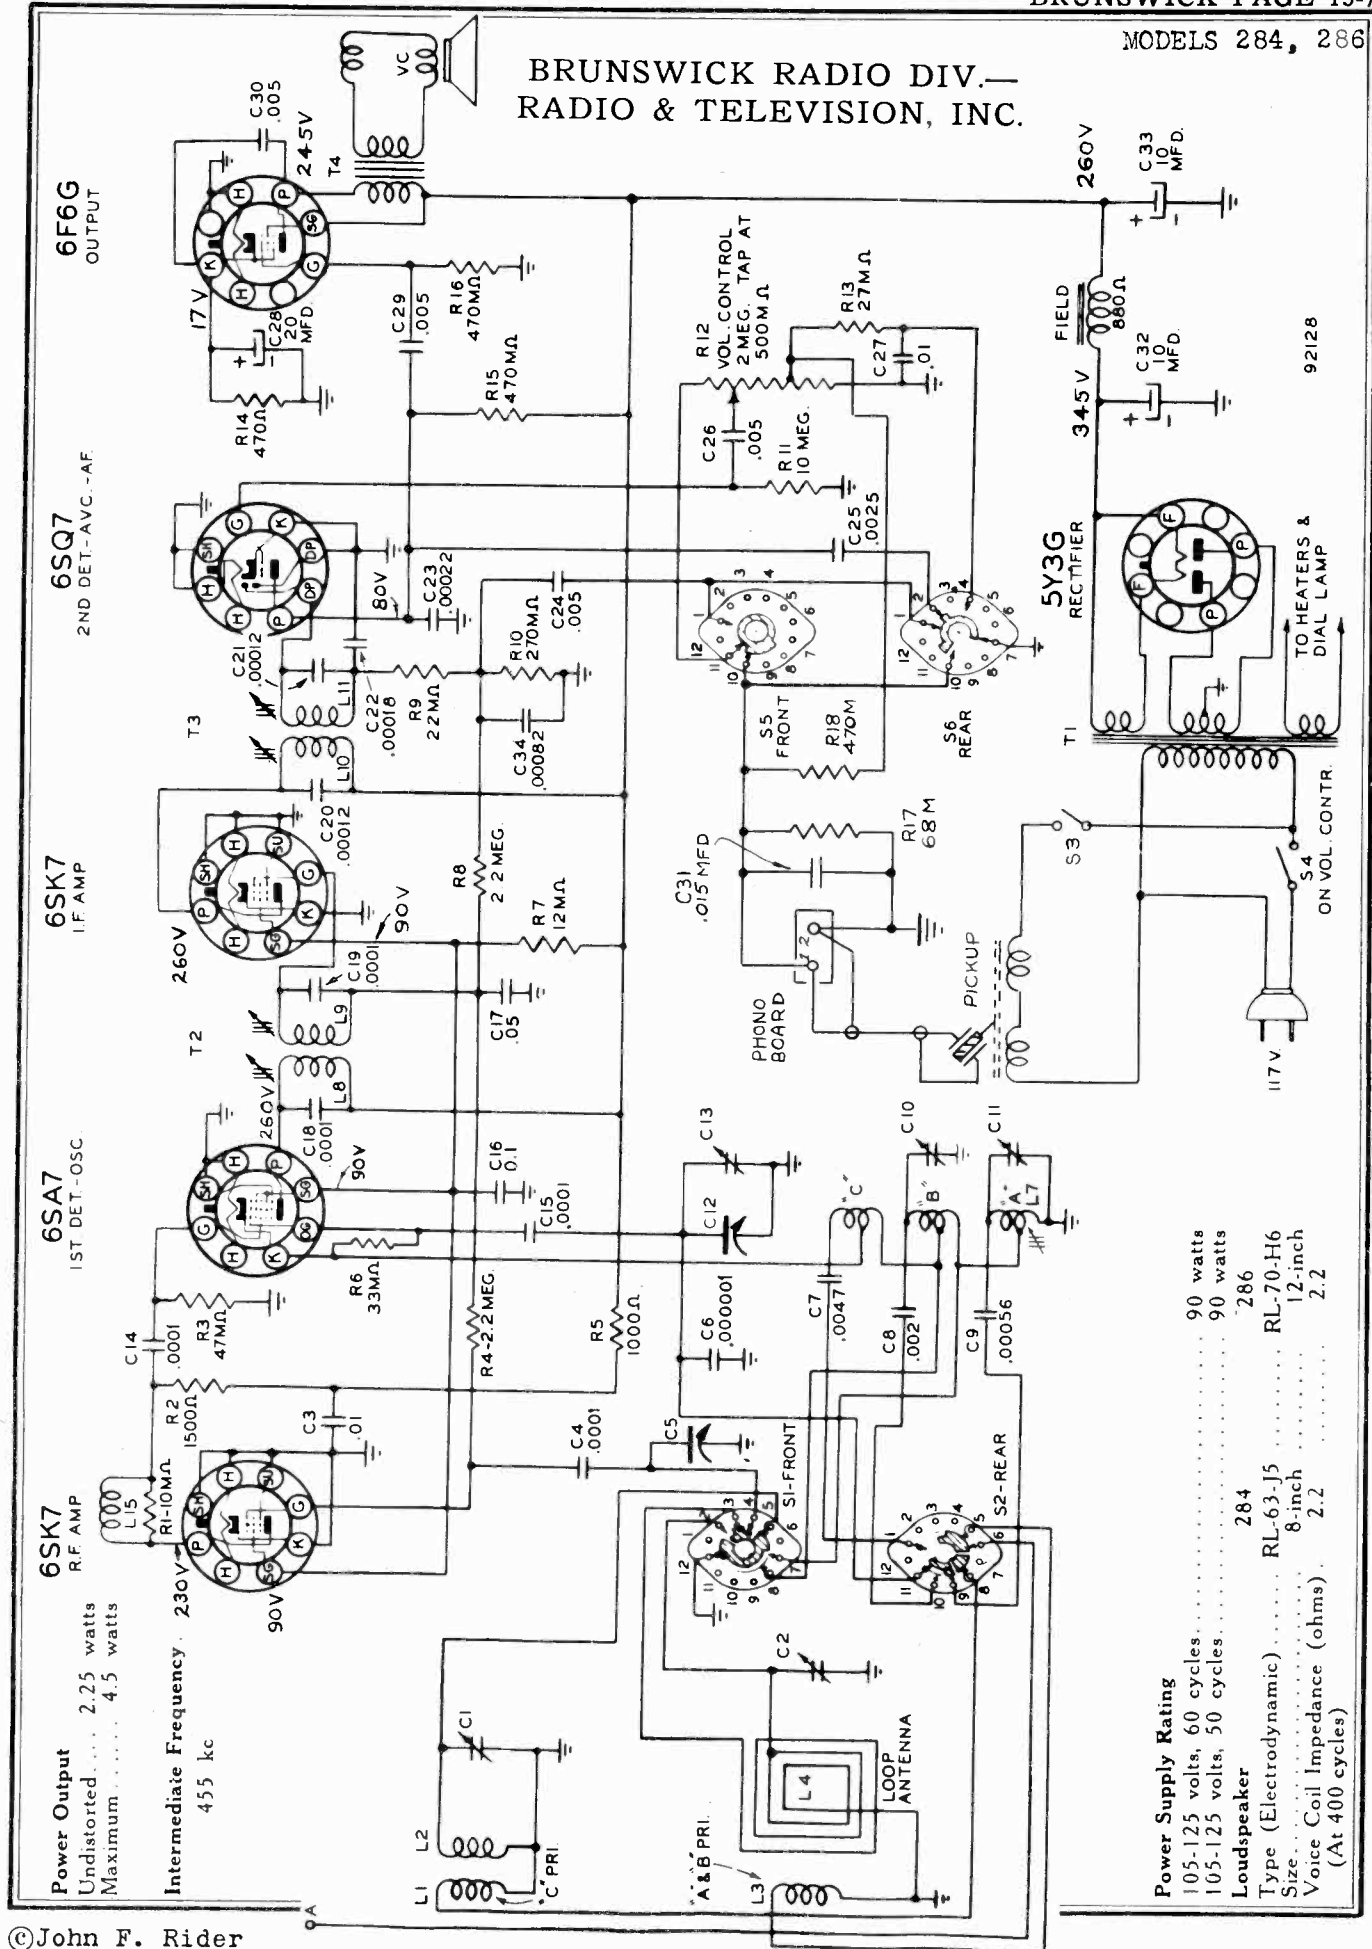 BRUNSWICK PAGE 15-
MODELS 284, 286
BRUNSWICK RADIO DIV.—
RADIO & TELEVISION, INC.
6SK7
R.F. AMP
6SA7
1ST DET.-OSC.
6SK7
I.F. AMP
6SQ7
2ND DET.-AVC.-AF.
6F6G
OUTPUT
Power Output
Undistorted.... 2.25 watts
Maximum....... 4.5 watts
Intermediate Frequency
455 kc
230V
90V
L15
R1-10MΩ
R2
1500Ω
C3
.01
C14
.0001
R3
47MΩ
R6
33MΩ
260V
C18
.0001
90V
L8
T2
L9
C19
.0001
90V
260V
C20
.00012
L10
T3
L11
C21
.00012
C22
.00018
80V
C23
.00022
17V
C28
20
MFD.
R14
470Ω
C30
.005
245V
T4
VC
C29
.005
R16
470MΩ
R15
470MΩ
R4-2.2 MEG.
C16
0.1
C15
.0001
C17
.05
R8
2.2 MEG.
R7
12MΩ
R9
22MΩ
R10
270MΩ
C34
.00082
C24
.005
R5
1000Ω
C4
.0001
C5
C6
.000001
C12
C13
R12
VOL. CONTROL
2 MEG. TAP AT
500MΩ
C26
.005
R11
10 MEG.
R13
27MΩ
C27
.01
C25
.0025
S5
FRONT
S6
REAR
R18
470M
R17
68M
C31
.015 MFD
PHONO
BOARD
1 2
PICKUP
S3
S4
ON VOL. CONTR.
117V.
T1
TO HEATERS &
DIAL LAMP
5Y3G
RECTIFIER
345V
C32
10
MFD.
FIELD
880Ω
260V
C33
10
MFD.
92128
"C"
"B"
"A"
L7
C10
C11
C7
.0047
C8
.0021
C9
.00056
S1-FRONT
S2-REAR
C1
C2
L1
L2
"C" PRI.
"A&B" PRI.
L3
L4
LOOP
ANTENNA
A
Power Supply Rating
105-125 volts, 60 cycles.......... 90 watts
105-125 volts, 50 cycles.......... 90 watts
Loudspeaker 284 286
Type (Electrodynamic)..... RL-63-J5 ....... RL-70-H6
Size............... 8-inch ....... 12-inch
Voice Coil Impedance (ohms). 2.2 ........ 2.2
(At 400 cycles)
©John F. Rider